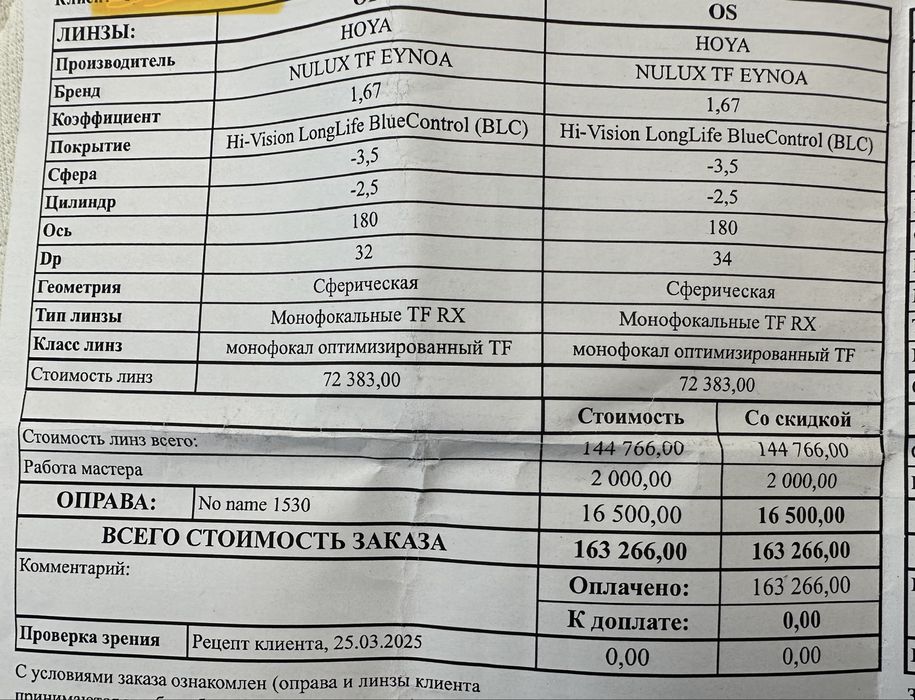 ЛИНЗЫ: OS
Производитель HOYA HOYA
Бренд NULUX TF EYNOA NULUX TF EYNOA
Коэффициент 1,67 1,67
Покрытие Hi-Vision LongLife BlueControl (BLC) Hi-Vision LongLife BlueControl (BLC)
Сфера -3,5 -3,5
Цилиндр -2,5 -2,5
Ось 180 180
Dp 32 34
Геометрия Сферическая Сферическая
Тип линзы Монофокальные TF RX Монофокальные TF RX
Класс линз монофокал оптимизированный TF монофокал оптимизированный TF
Стоимость линз 72 383,00 72 383,00
Стоимость Со скидкой
Стоимость линз всего: 144 766,00 144 766,00
Работа мастера 2 000,00 2 000,00
ОПРАВА: No name 1530 16 500,00 16 500,00
ВСЕГО СТОИМОСТЬ ЗАКАЗА 163 266,00 163 266,00
Комментарий: Оплачено: 163 266,00
К доплате: 0,00
Проверка зрения Рецепт клиента, 25.03.2025 0,00 0,00
С условиями заказа ознакомлен (оправа и линзы клиента